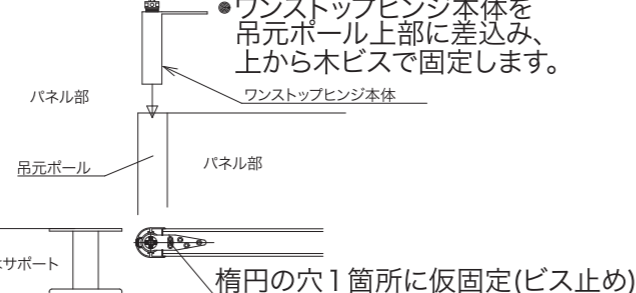 ●ワンストップヒンジ本体を
吊元ポール上部に差込み、
上から木ビスで固定します。
パネル部
ワンストップヒンジ本体
吊元ポール
パネル部
サポート
楕円の穴1箇所に仮固定(ビス止め)